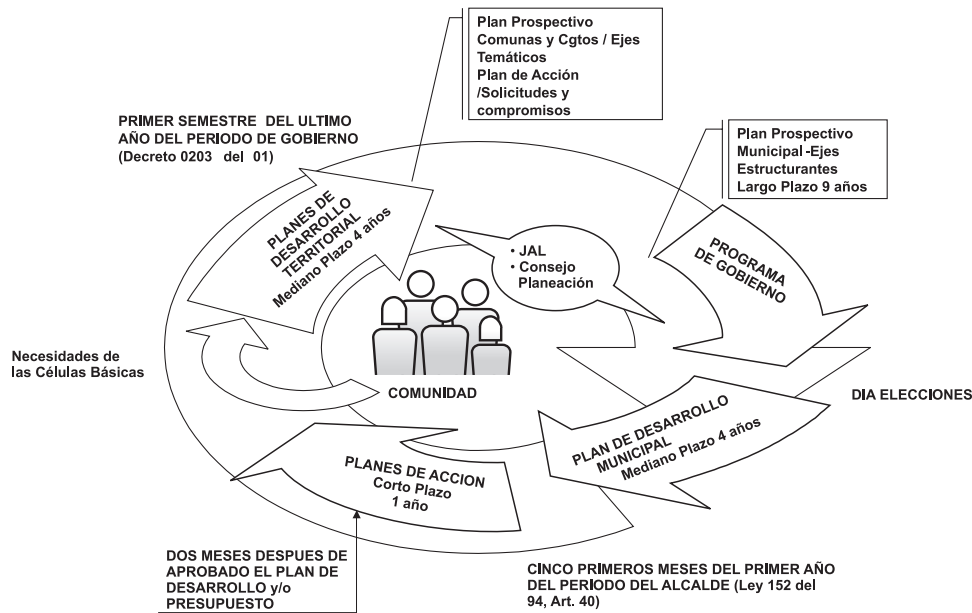 Plan Prospectivo
Comunas y Cgtos / Ejes
Temáticos
Plan de Acción
/Solicitudes y
compromisos
PRIMER SEMESTRE DEL ULTIMO
AÑO DEL PERIODO DE GOBIERNO
(Decreto 0203 del 01)
Plan Prospectivo
Municipal -Ejes
Estructurantes
Largo Plazo 9 años
PLANES DE
DESARROLLO
TERRITORIAL
Mediano Plazo 4 años
• JAL
• Consejo
Planeación
PROGRAMA
DE GOBIERNO
Necesidades de
las Células Básicas
COMUNIDAD
DIA ELECCIONES
PLAN DE DESARROLLO
MUNICIPAL
Mediano Plazo 4 años
PLANES DE ACCION
Corto Plazo
1 año
DOS MESES DESPUES DE
APROBADO EL PLAN DE
DESARROLLO y/o
PRESUPUESTO
CINCO PRIMEROS MESES DEL PRIMER AÑO
DEL PERIODO DEL ALCALDE (Ley 152 del
94, Art. 40)